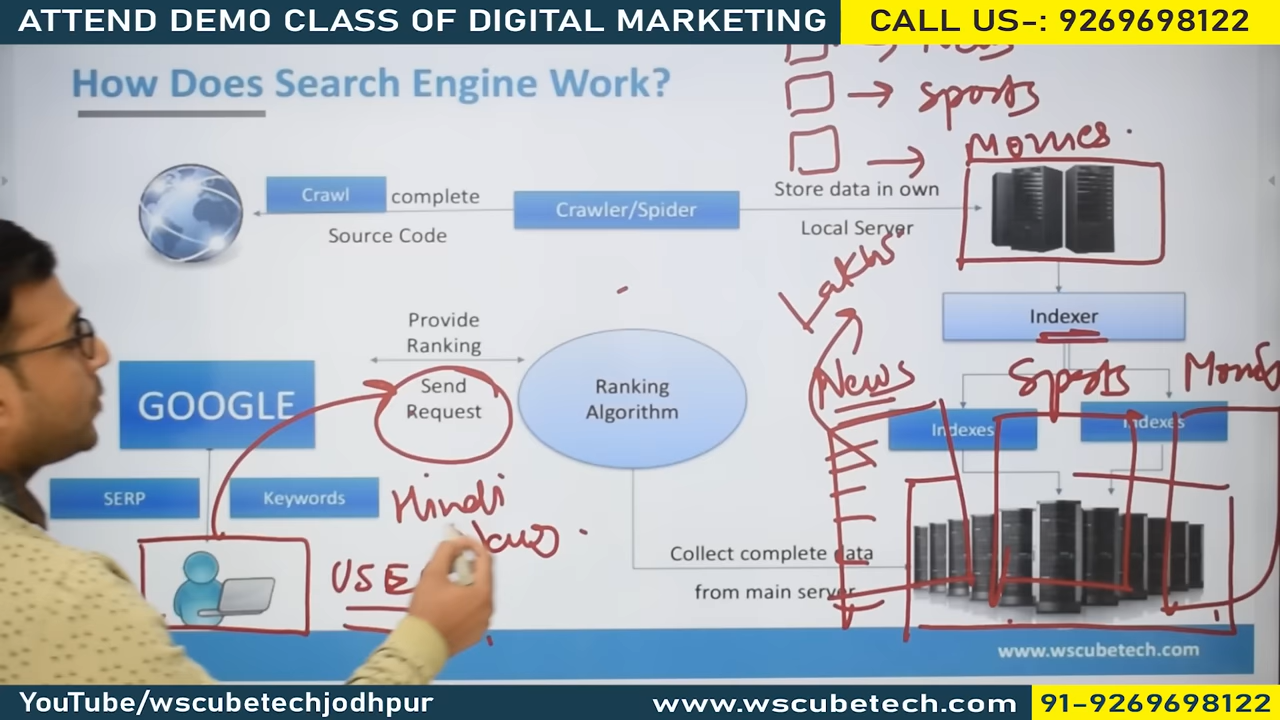 ATTEND DEMO CLASS OF DIGITAL MARKETING
CALL US-: 9269698122
How Does Search Engine Work?
→ News
→ Sports
→ Movies
Crawl
complete
Source Code
Crawler/Spider
Store data in own
Local Server
Lakhs
Indexer
News
Sports
Indexes
Indexes
Provide
Ranking
Send
Request
Ranking
Algorithm
GOOGLE
SERP
Keywords
Hindi
USE
Collect complete data
from main server
www.wscubetech.com
YouTube/wscubetechjodhpur
www.wscubetech.com
91-9269698122